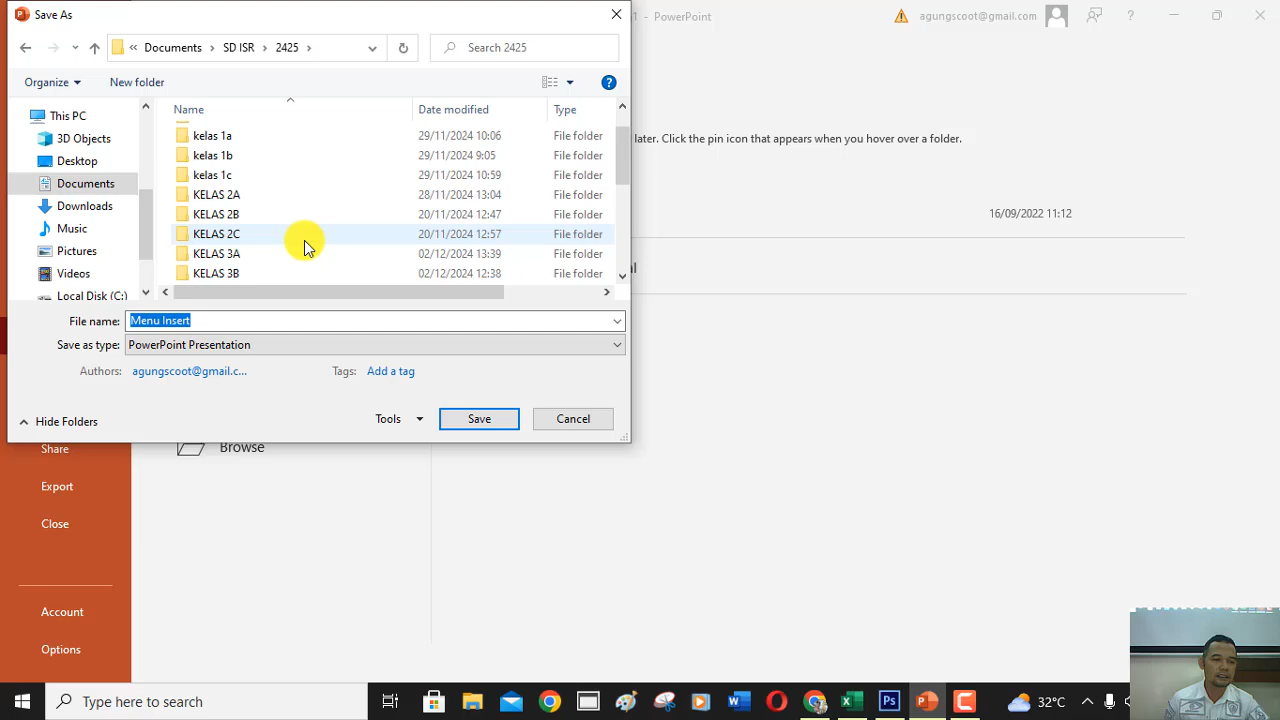 Save As
1 - PowerPoint
agungscoot@gmail.com
?
« Documents > SD ISR > 2425 >
Search 2425
Organize
New folder
?
Name
Date modified
Type
This PC
3D Objects
Desktop
Documents
Downloads
Music
Pictures
Videos
Local Disk (C:)
kelas 1a 29/11/2024 10:06 File folder
kelas 1b 29/11/2024 9:05 File folder
kelas 1c 29/11/2024 10:59 File folder
KELAS 2A 28/11/2024 13:04 File folder
KELAS 2B 20/11/2024 12:47 File folder
KELAS 2C 20/11/2024 12:57 File folder
KELAS 3A 02/12/2024 13:39 File folder
KELAS 3B 02/12/2024 12:38 File folder
later. Click the pin icon that appears when you hover over a folder.
16/09/2022 11:12
al
File name: Menu Insert
Save as type: PowerPoint Presentation
Authors: agungscoot@gmail.c...
Tags: Add a tag
Hide Folders
Tools
Save
Cancel
Browse
Share
Export
Close
Account
Options
Type here to search
32°C